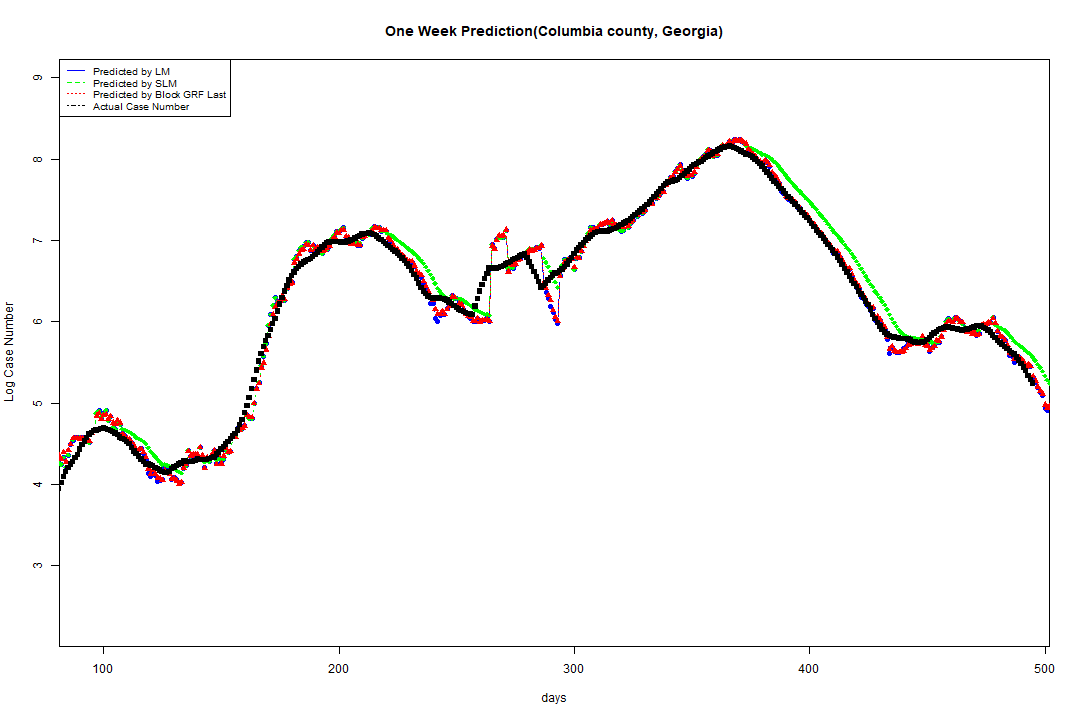 One Week Prediction(Columbia county, Georgia)
Predicted by LM
Predicted by SLM
Predicted by Block GRF Last
Actual Case Number
9
8
7
6
5
4
3
Log Case Number
100 200 300 400 500
days